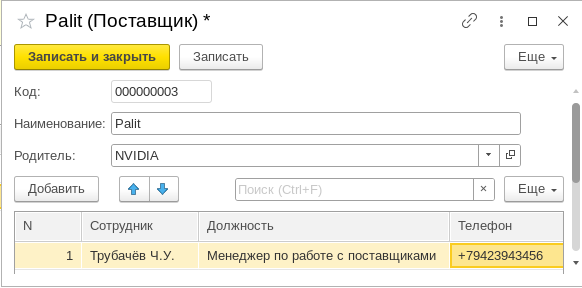 Palit (Поставщик) *
Записать и закрыть Записать Еще
Код: 000000003
Наименование: Palit
Родитель: NVIDIA
Добавить Поиск (Ctrl+F) × Еще
N Сотрудник Должность Телефон
1 Трубачёв Ч.У. Менеджер по работе с поставщиками +79423943456